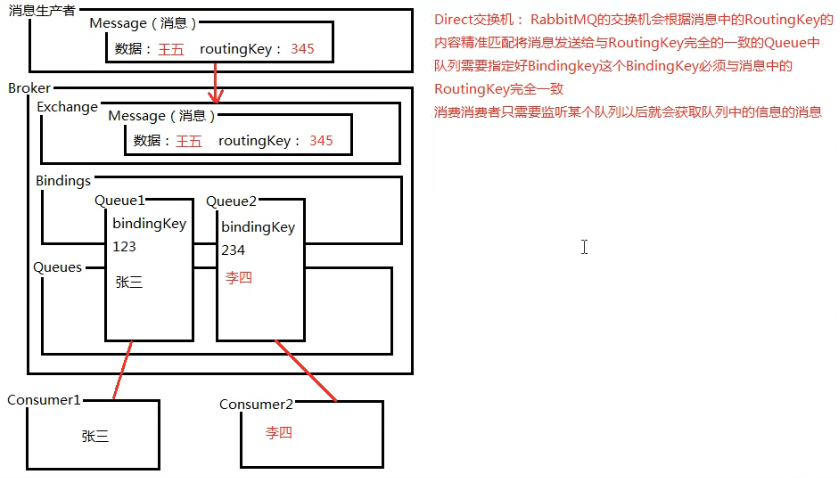 消息生产者
Message（消息）
数据：王五 routingKey：345
Broker
Exchange
Message（消息）
数据：王五 routingKey：345
Bindings
Queue1
bindingKey
123
张三
Queue2
bindingKey
234
李四
Queues
Consumer1
张三
Consumer2
李四
Direct交换机： RabbitMQ的交换机会根据消息中的RoutingKey的
内容精准匹配将消息发送给与RoutingKey完全的一致的Queue中
队列需要指定好Bindingkey这个BindingKey必须与消息中的
RoutingKey完全一致
消费消费者只需要监听某个队列以后就会获取队列中的信息的消息